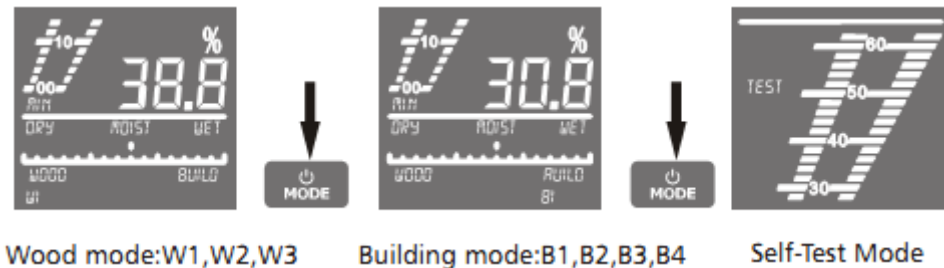 10 % 38.8
00
MIN
DRY MOIST WET
WOOD BUILD
W1
MODE
10 % 30.8
00
MIN
DRY MOIST WET
WOOD BUILD
B1
MODE
60
TEST
50
40
30
Wood mode:W1,W2,W3 Building mode:B1,B2,B3,B4 Self-Test Mode